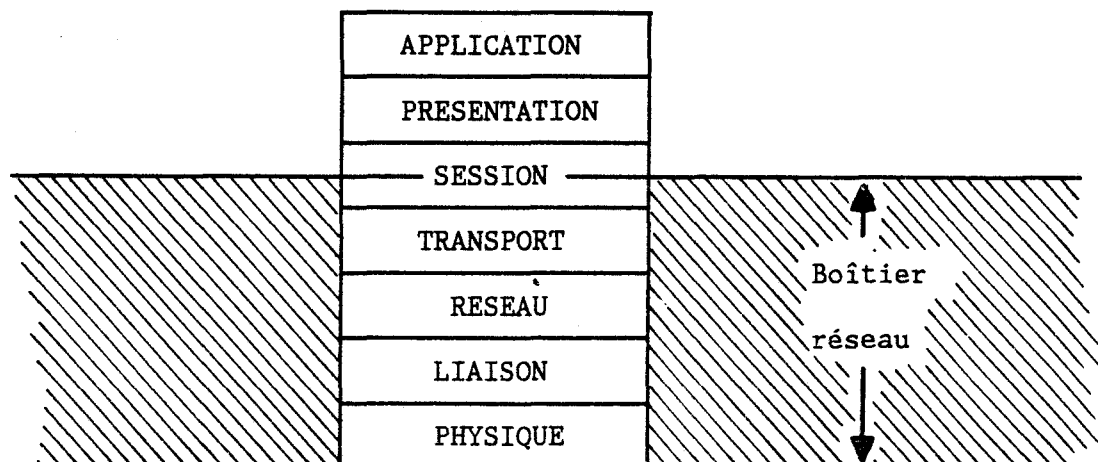 APPLICATION
PRESENTATION
SESSION
TRANSPORT
RESEAU
LIAISON
PHYSIQUE
Boîtier
réseau